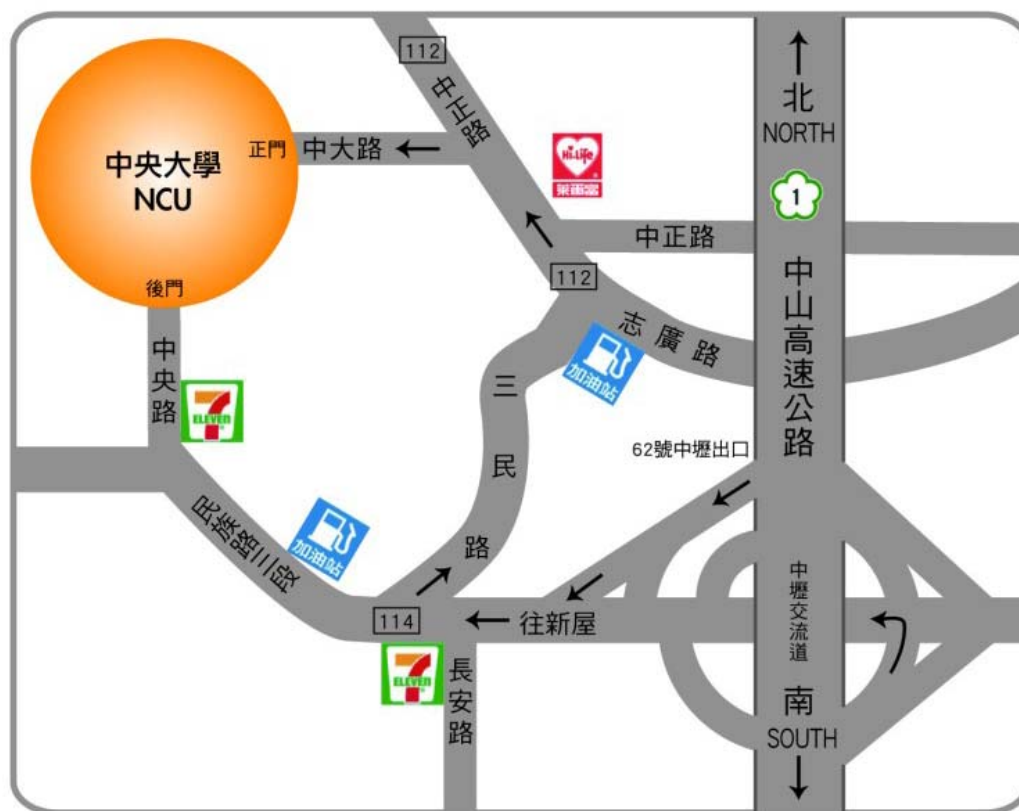 112
中正路
北
NORTH
中央大學
NCU
正門
中大路
Hi-Life
萊爾富
1
中正路
後門
112
中山高速公路
志廣路
加油站
中央路
三民路
7
ELEVEN
62號中壢出口
民族路三段
加油站
中壢交流道
114
往新屋
7
ELEVEN
長安路
南
SOUTH